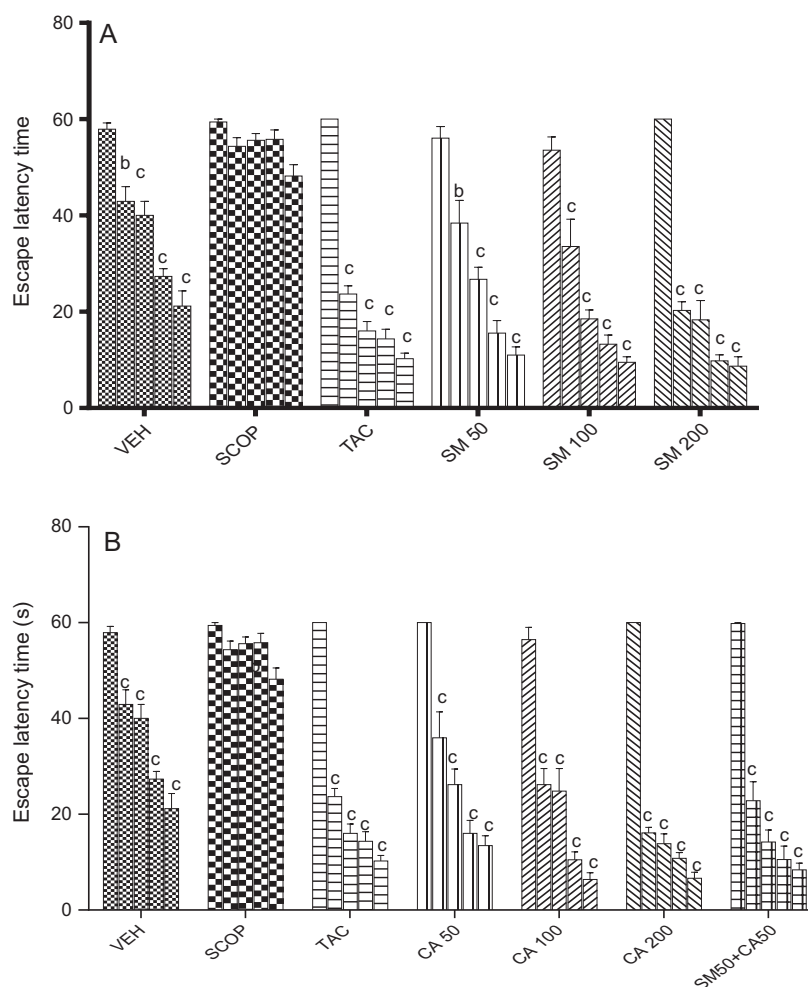 A
80
60
40
20
0
Escape latency time
b c c c
c c c c
b c c c
c c c c
c c c c
VEH SCOP TAC SM 50 SM 100 SM 200
B
80
60
40
20
0
Escape latency time (s)
c c c c
c c c c
c c c c
c c c c
c c c c
c c c c
VEH SCOP TAC CA 50 CA 100 CA 200 SM50+CA50